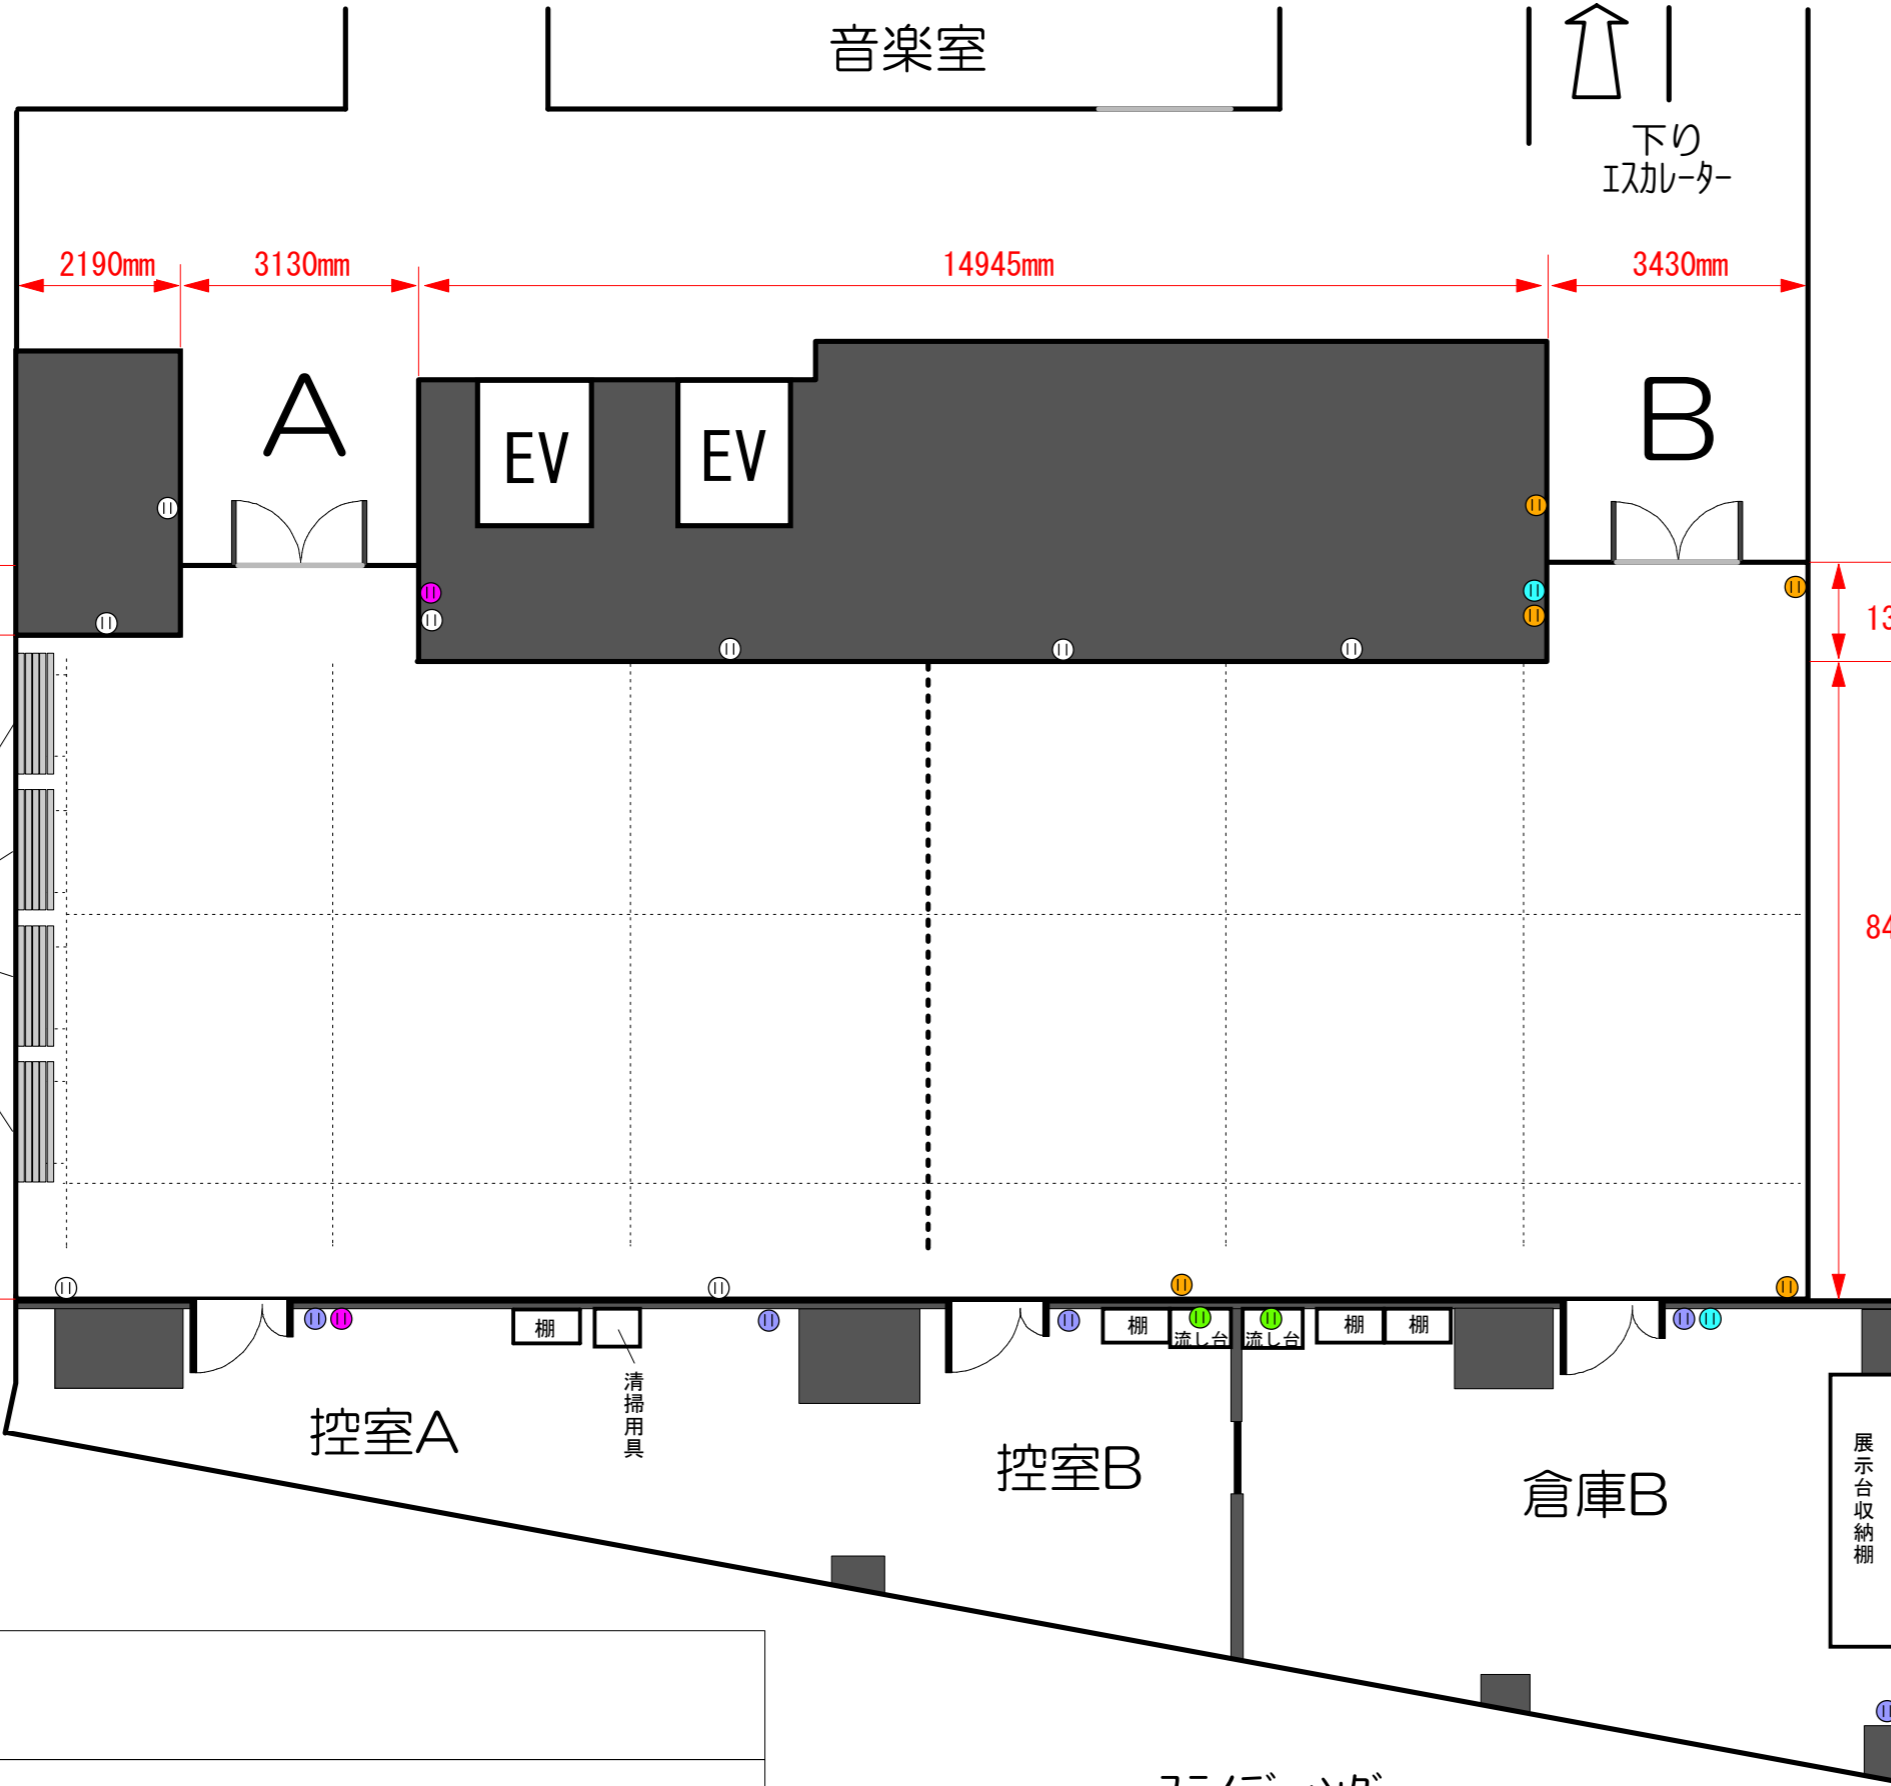 音楽室
下り
エスカレーター
2190mm
3130mm
14945mm
3430mm
A
EV
EV
B
13
84
棚
清掃用具
棚
流し台
流し台
棚
棚
控室A
控室B
倉庫B
展示台収納棚